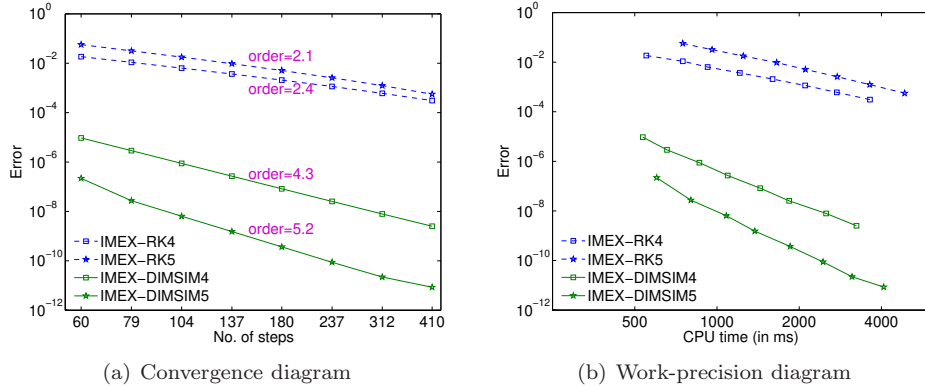 10^0
10^−2
10^−4
10^−6
10^−8
10^−10
10^−12
Error
order=2.1
order=2.4
order=4.3
order=5.2
IMEX−RK4
IMEX−RK5
IMEX−DIMSIM4
IMEX−DIMSIM5
60 79 104 137 180 237 312 410
No. of steps
(a) Convergence diagram
10^0
10^−2
10^−4
10^−6
10^−8
10^−10
10^−12
Error
IMEX−RK4
IMEX−RK5
IMEX−DIMSIM4
IMEX−DIMSIM5
500 1000 2000 4000
CPU time (in ms)
(b) Work-precision diagram